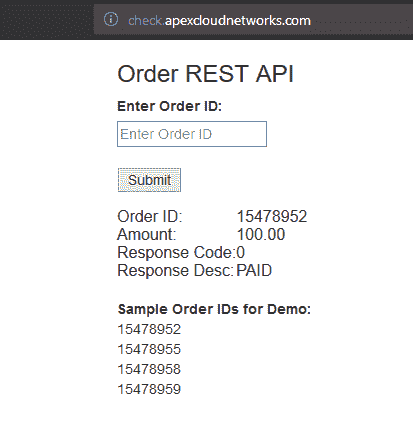 check.apexcloudnetworks.com
Order REST API
Enter Order ID:
Enter Order ID
Submit
Order ID: 15478952
Amount: 100.00
Response Code:0
Response Desc:PAID
Sample Order IDs for Demo:
15478952
15478955
15478958
15478959